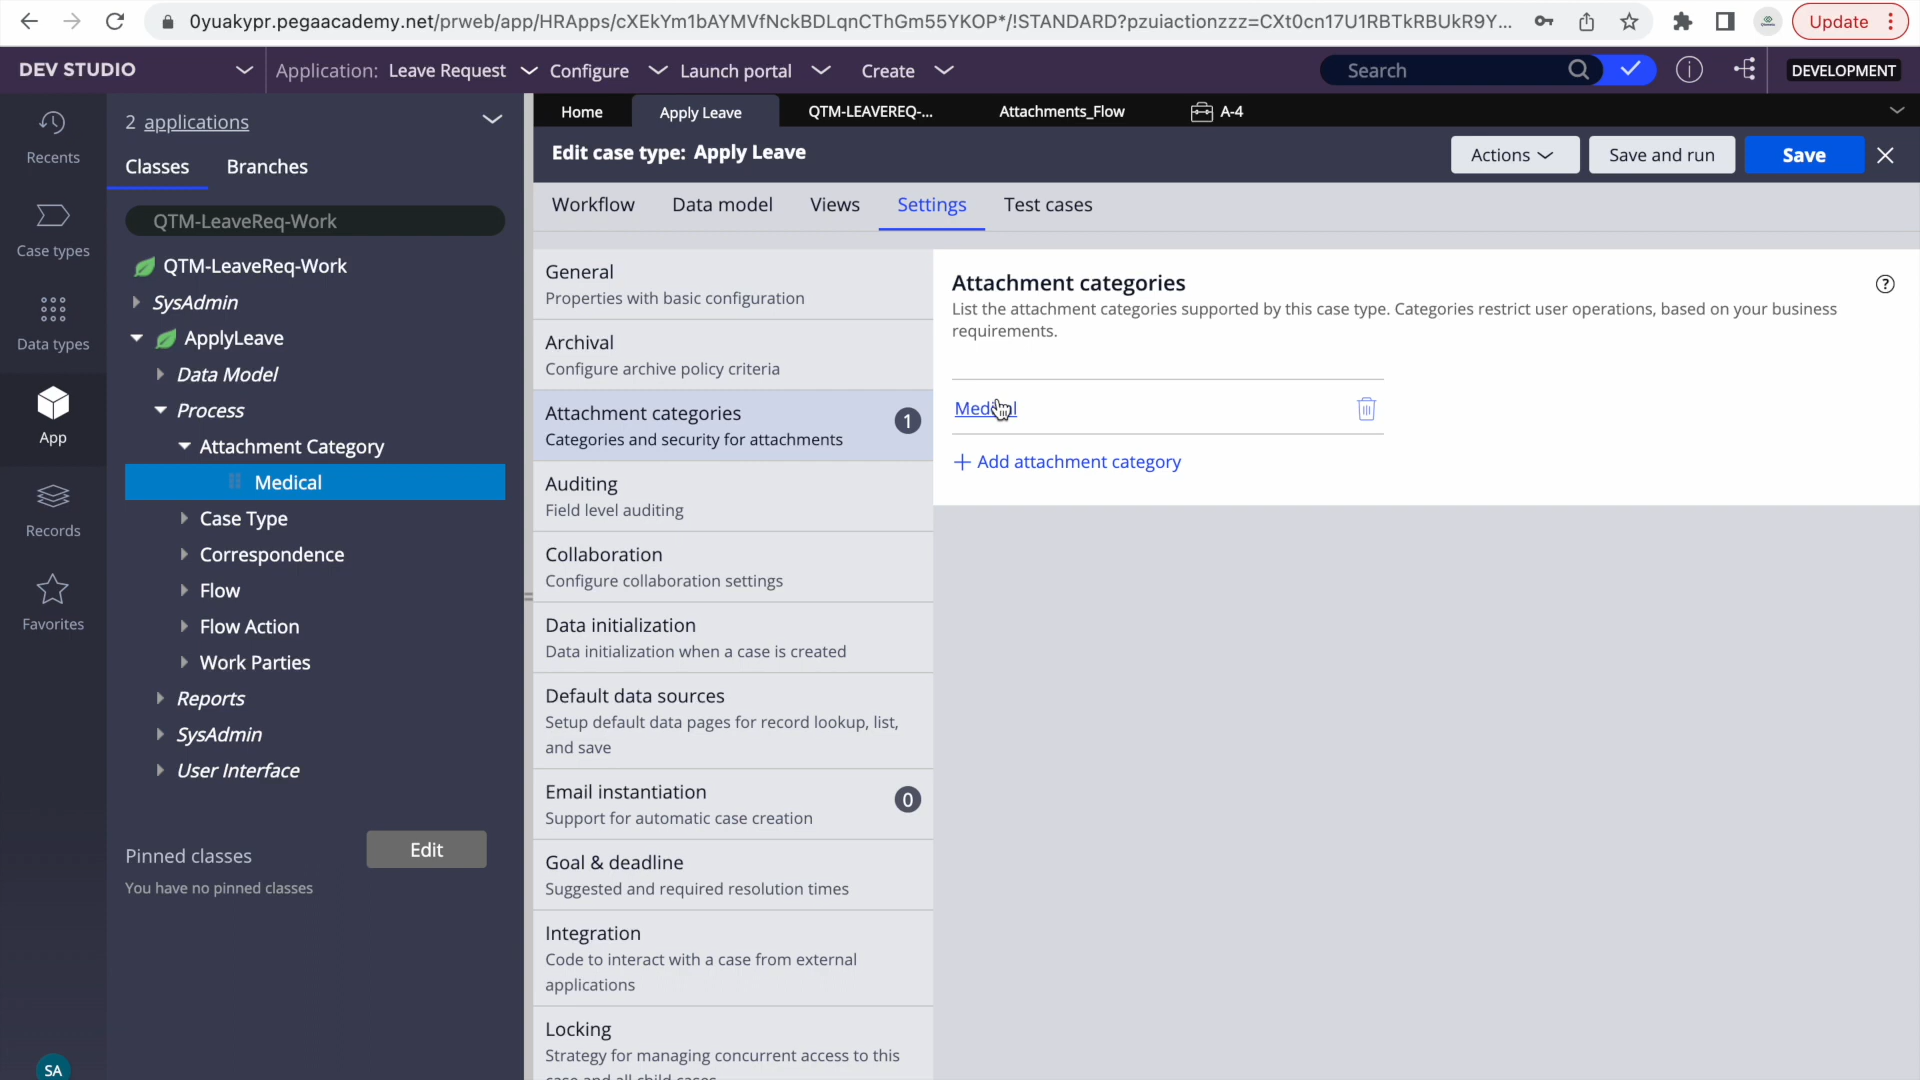 0yuakypr.pegaacademy.net/prweb/app/HRApps/cXEkYm1bAYMVfNckBDLqnCThGm55YKOP*/!STANDARD?pzuiactionzzz=CXt0cn17U1RBTkRBUkR9Y...
Update
DEV STUDIO
Application: Leave Request
Configure
Launch portal
Create
Search
DEVELOPMENT
Recents
Case types
Data types
App
Records
Favorites
SA
2 applications
Classes
Branches
QTM-LeaveReq-Work
QTM-LeaveReq-Work
SysAdmin
ApplyLeave
Data Model
Process
Attachment Category
Medical
Case Type
Correspondence
Flow
Flow Action
Work Parties
Reports
SysAdmin
User Interface
Pinned classes
Edit
You have no pinned classes
Home
Apply Leave
QTM-LEAVEREQ-...
Attachments_Flow
A-4
Edit case type: Apply Leave
Actions
Save and run
Save
Workflow
Data model
Views
Settings
Test cases
General
Properties with basic configuration
Archival
Configure archive policy criteria
Attachment categories
Categories and security for attachments
1
Auditing
Field level auditing
Collaboration
Configure collaboration settings
Data initialization
Data initialization when a case is created
Default data sources
Setup default data pages for record lookup, list,
and save
Email instantiation
Support for automatic case creation
0
Goal & deadline
Suggested and required resolution times
Integration
Code to interact with a case from external
applications
Locking
Strategy for managing concurrent access to this
case and all child cases
Attachment categories
List the attachment categories supported by this case type. Categories restrict user operations, based on your business
requirements.
Medical
Add attachment category